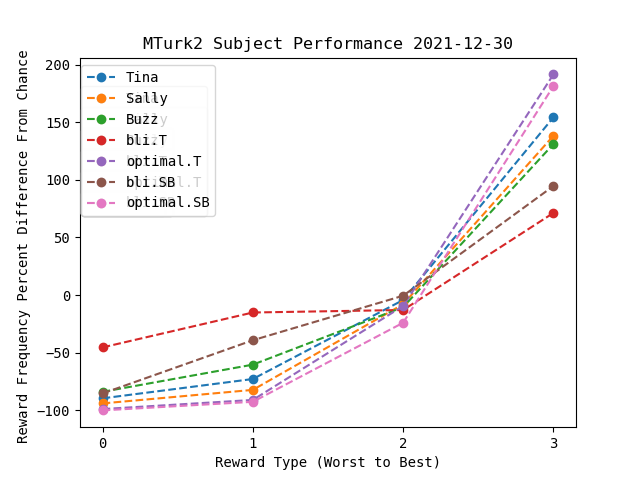 MTurk2 Subject Performance 2021-12-30
Reward Frequency Percent Difference From Chance
200
150
100
50
0
−50
−100
Tina
Sally
Buzz
bli.T
optimal.T
bli.SB
optimal.SB
0
1
2
3
Reward Type (Worst to Best)